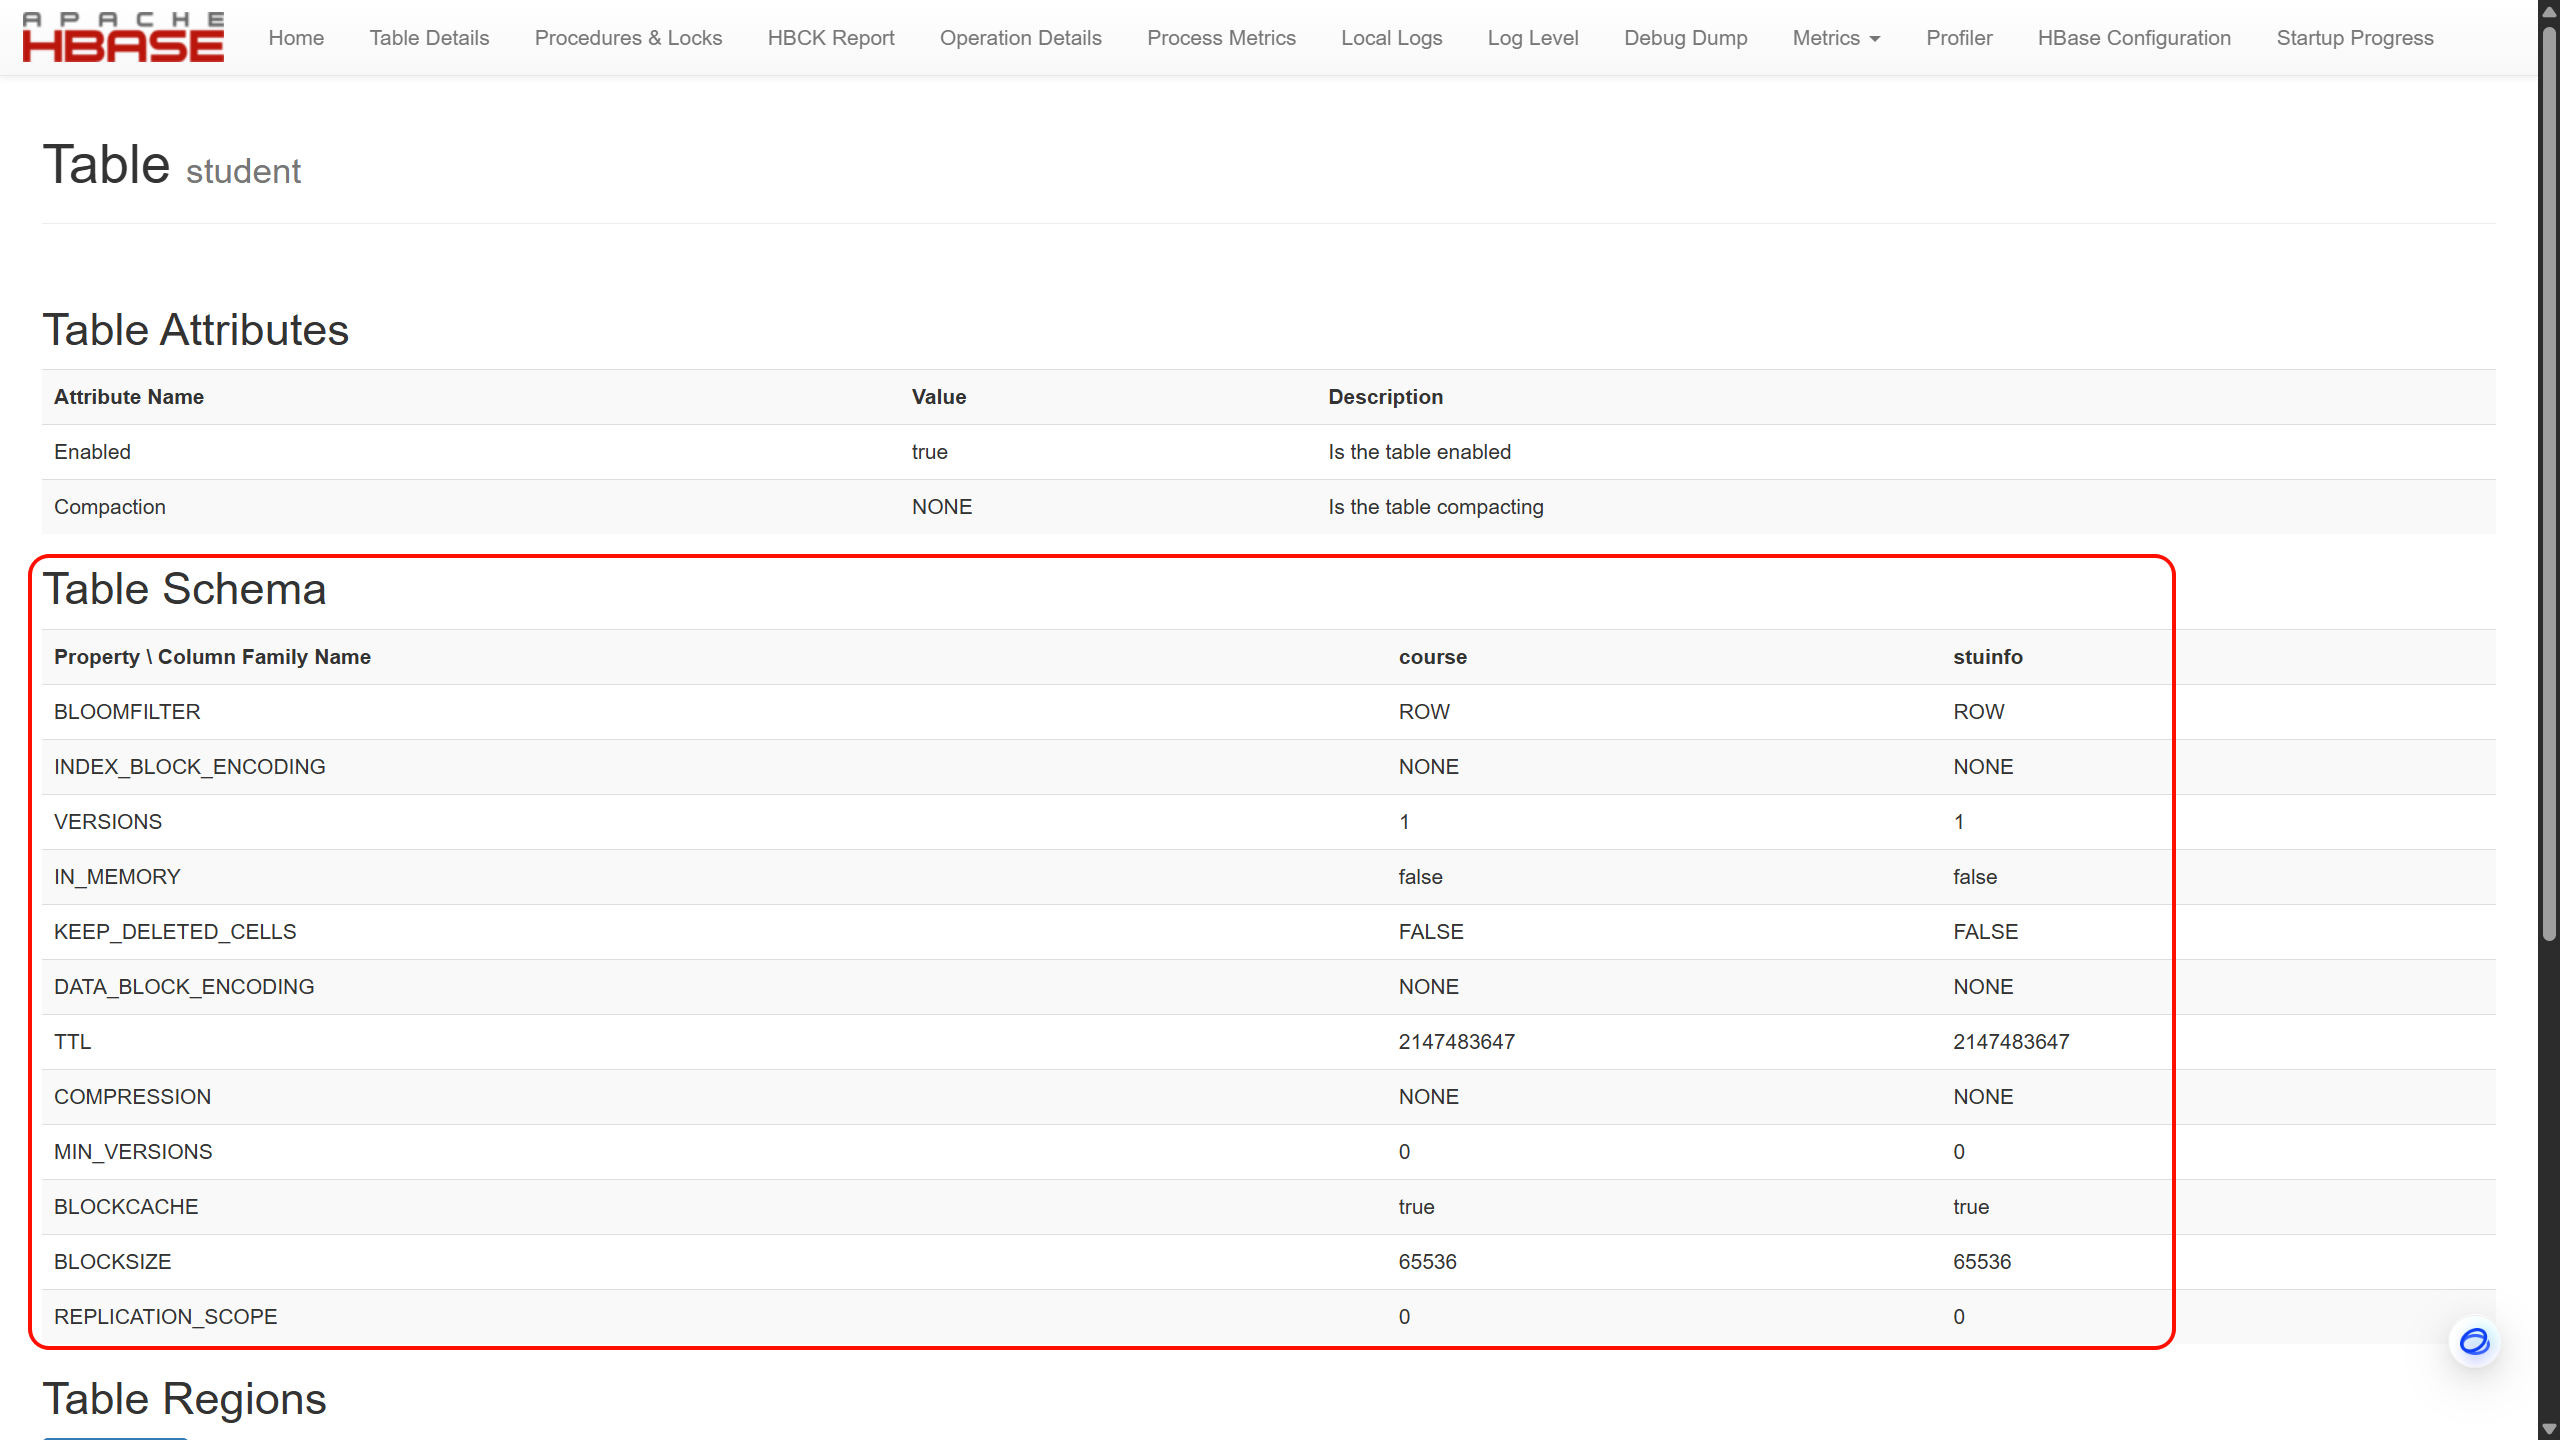 APACHE
HBASE
Home Table Details Procedures & Locks HBCK Report Operation Details Process Metrics Local Logs Log Level Debug Dump Metrics Profiler HBase Configuration Startup Progress
Table student
Table Attributes
Attribute Name Value Description
Enabled true Is the table enabled
Compaction NONE Is the table compacting
Table Schema
Property \ Column Family Name course stuinfo
BLOOMFILTER ROW ROW
INDEX_BLOCK_ENCODING NONE NONE
VERSIONS 1 1
IN_MEMORY false false
KEEP_DELETED_CELLS FALSE FALSE
DATA_BLOCK_ENCODING NONE NONE
TTL 2147483647 2147483647
COMPRESSION NONE NONE
MIN_VERSIONS 0 0
BLOCKCACHE true true
BLOCKSIZE 65536 65536
REPLICATION_SCOPE 0 0
Table Regions